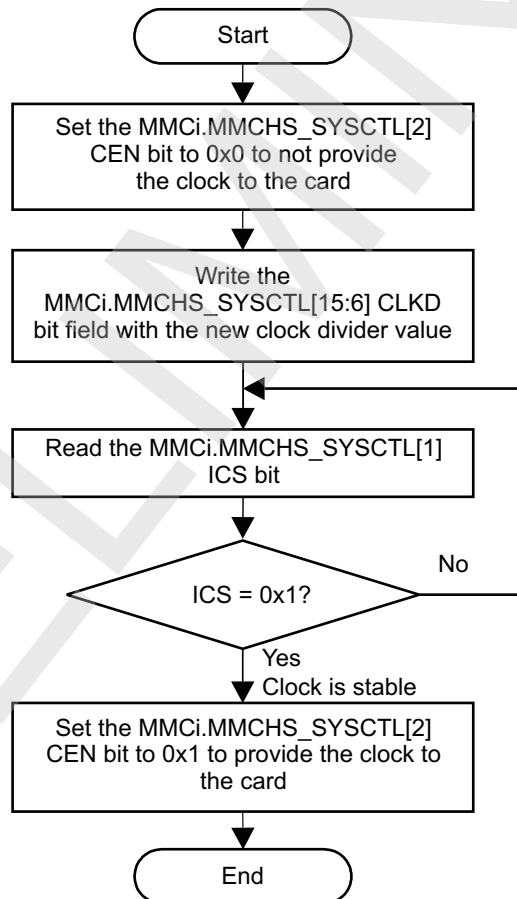 Start
Set the MMCi.MMCHS_SYSCTL[2]
CEN bit to 0x0 to not provide
the clock to the card
Write the
MMCi.MMCHS_SYSCTL[15:6] CLKD
bit field with the new clock divider value
Read the MMCi.MMCHS_SYSCTL[1]
ICS bit
ICS = 0x1?
No
Yes
Clock is stable
Set the MMCi.MMCHS_SYSCTL[2]
CEN bit to 0x1 to provide the clock to
the card
End